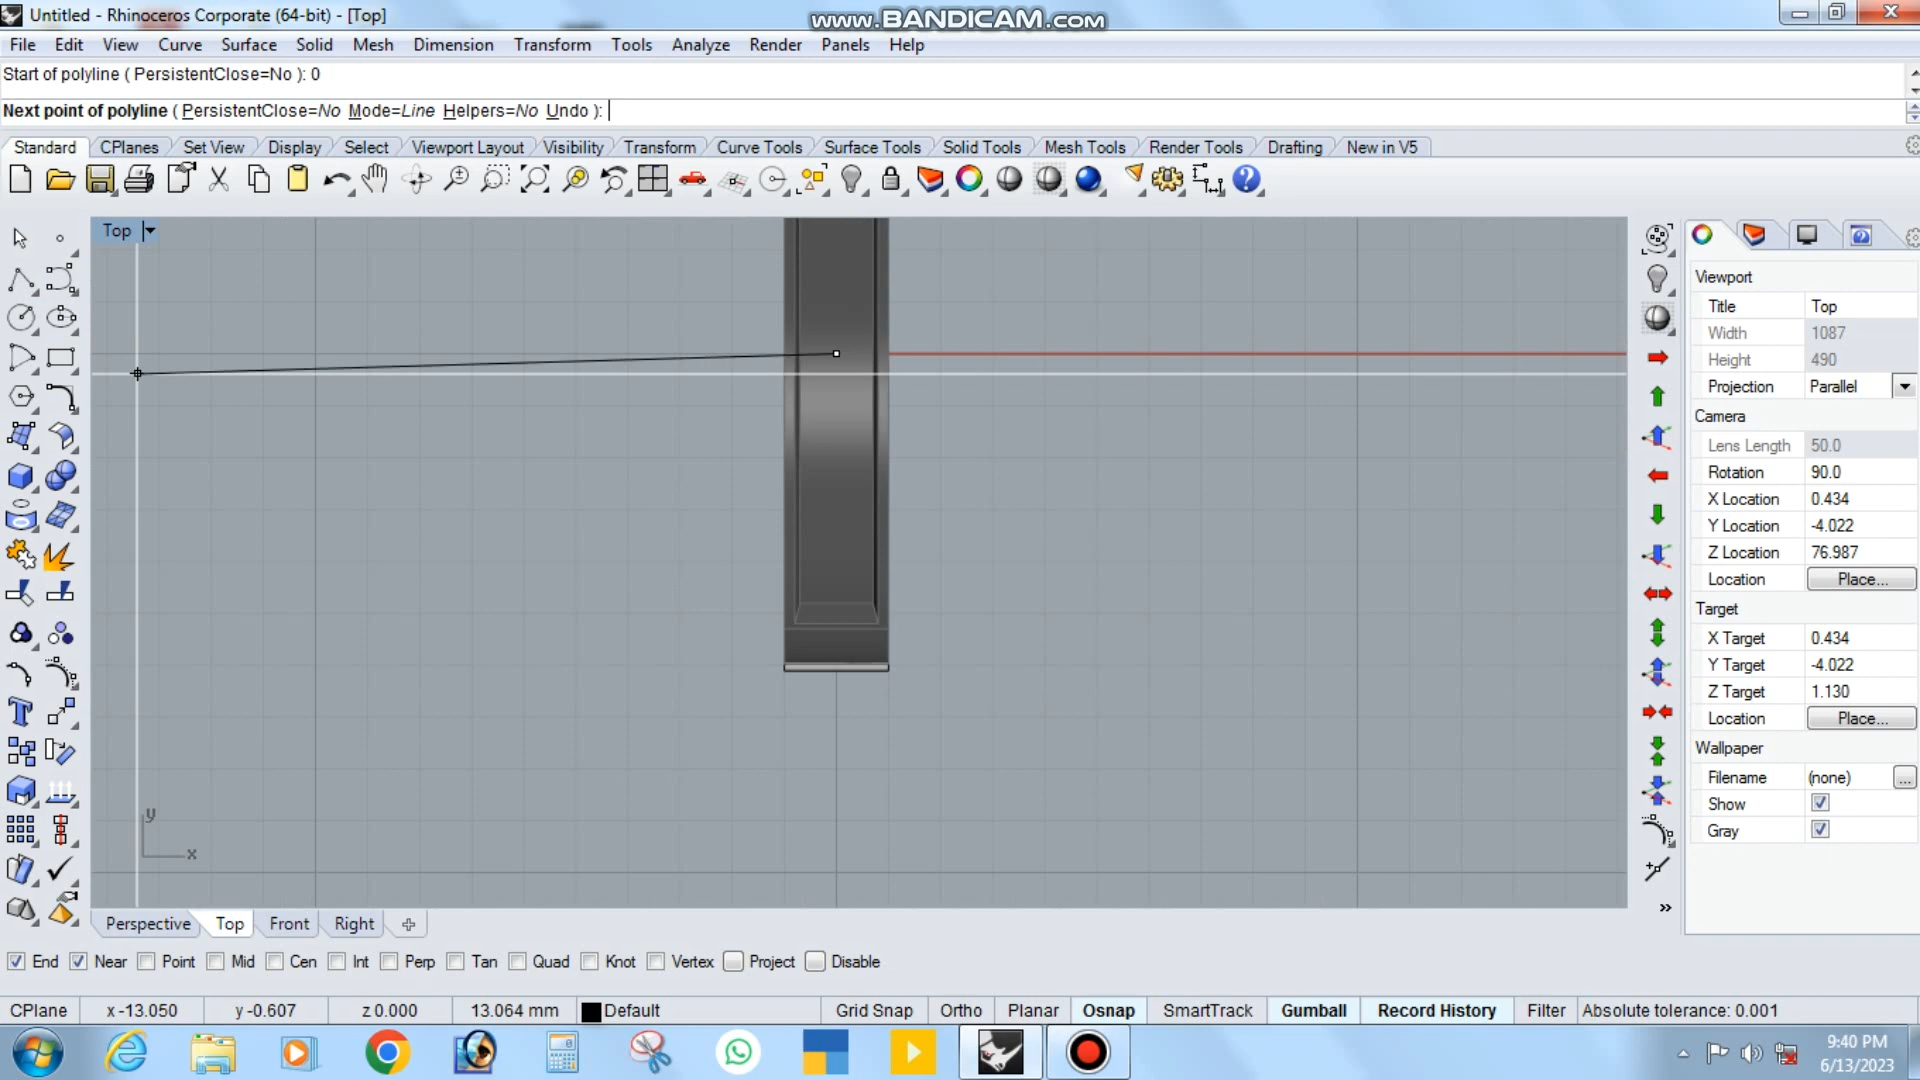 Untitled - Rhinoceros Corporate (64-bit) - [Top]
www.BANDICAM.com
File Edit View Curve Surface Solid Mesh Dimension Transform Tools Analyze Render Panels Help
Start of polyline ( PersistentClose=No ): 0
Next point of polyline ( PersistentClose=No Mode=Line Helpers=No Undo ):
Standard CPlanes Set View Display Select Viewport Layout Visibility Transform Curve Tools Surface Tools Solid Tools Mesh Tools Render Tools Drafting New in V5
Top
Viewport
Title Top
Width 1087
Height 490
Projection Parallel
Camera
Lens Length 50.0
Rotation 90.0
X Location 0.434
Y Location -4.022
Z Location 76.987
Location Place...
Target
X Target 0.434
Y Target -4.022
Z Target 1.130
Location Place...
Wallpaper
Filename (none) ...
Show
Gray
y
x
Perspective Top Front Right
End Near Point Mid Cen Int Perp Tan Quad Knot Vertex Project Disable
CPlane x -13.050 y -0.607 z 0.000 13.064 mm Default Grid Snap Ortho Planar Osnap SmartTrack Gumball Record History Filter Absolute tolerance: 0.001
9:40 PM
6/13/2023